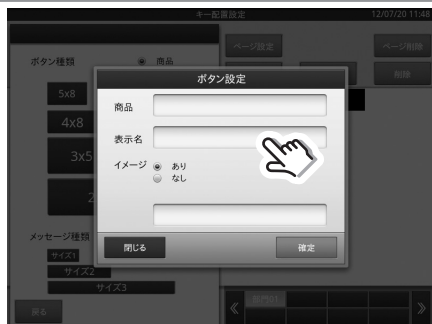 キー配置設定 12/07/20 11:48
ページ設定 ページ削除
ボタン種類 商品
削除
ボタン設定
5x8
商品
4x8
表示名
3x5
イメージ あり
なし
2
メッセージ種類
閉じる 確定
サイズ1
サイズ2
サイズ3
部門01
戻る